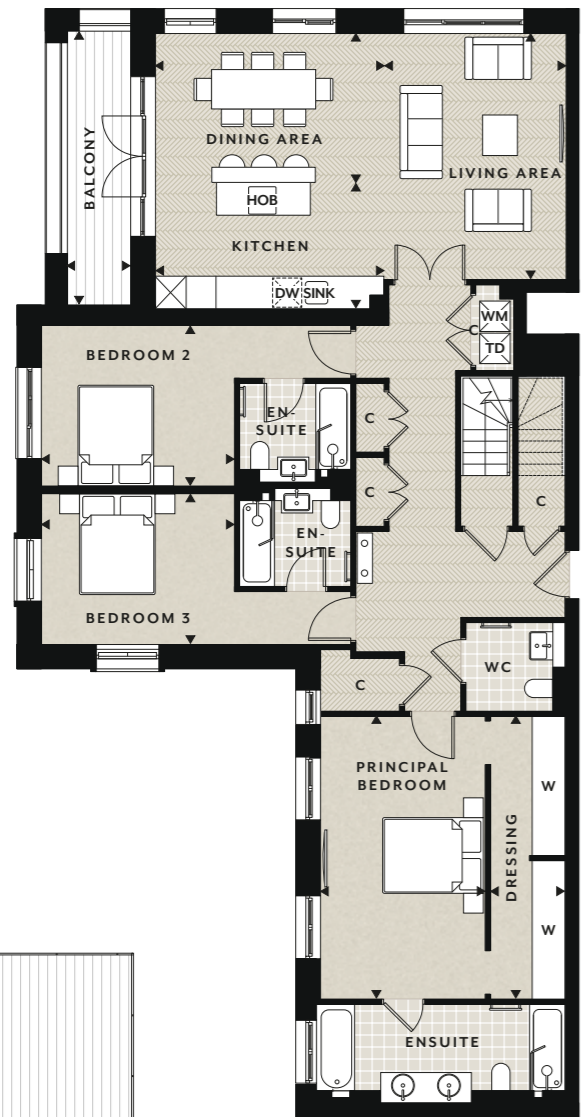 BALCONY
DINING AREA
LIVING AREA
HOB
KITCHEN
DW SINK
C
WM
TD
BEDROOM 2
EN-
SUITE
C
C
EN-
SUITE
C
BEDROOM 3
WC
C
PRINCIPAL
BEDROOM
W
DRESSING
W
ENSUITE